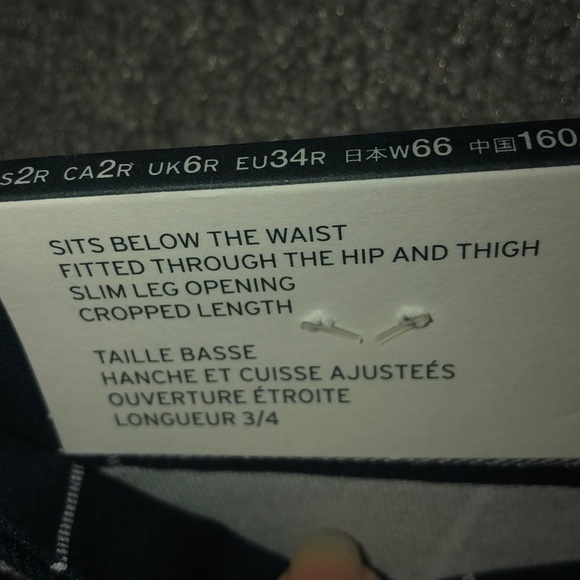 S2R CA2R UK6R EU34R 日本W66 中国160
SITS BELOW THE WAIST
FITTED THROUGH THE HIP AND THIGH
SLIM LEG OPENING
CROPPED LENGTH
TAILLE BASSE
HANCHE ET CUISSE AJUSTEÉS
OUVERTURE ÉTROITE
LONGUEUR 3/4